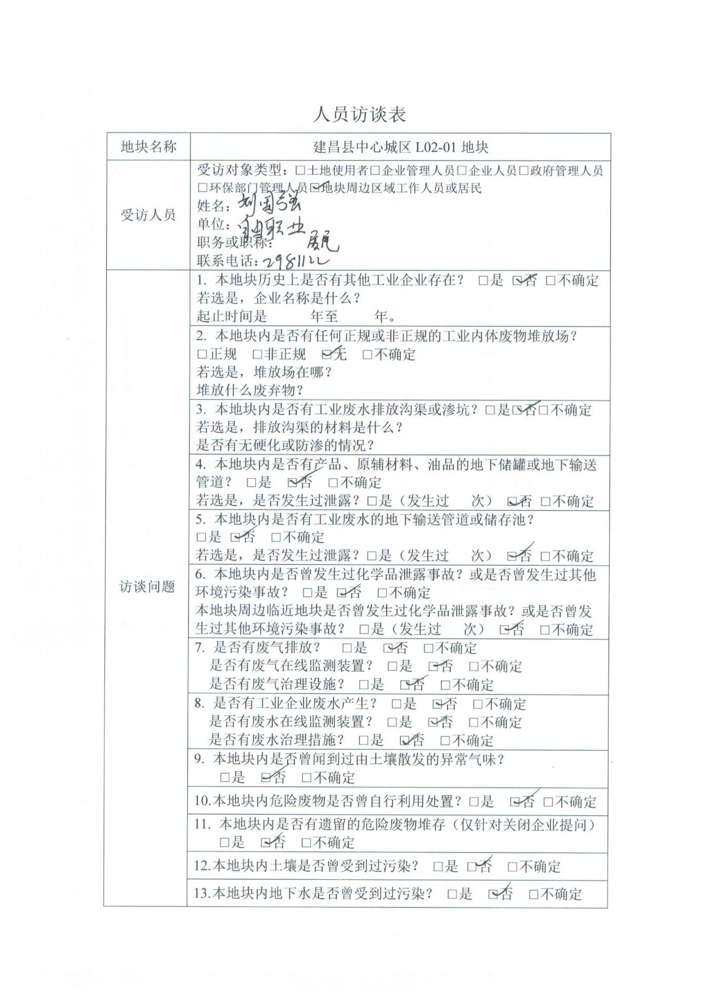 人员访谈表
地块名称
建昌县中心城区 L02-01 地块
受访人员
受访对象类型：□土地使用者□企业管理人员□企业人员□政府管理人员
□环保部门管理人员☑地块周边区域工作人员或居民
姓名：刘国强
单位：自由职业
职务或职称：居民
联系电话：2981122
访谈问题
1. 本地块历史上是否有其他工业企业存在？ □是 ☑否 □不确定
若选是，企业名称是什么？
起止时间是 年至 年。
2. 本地块内是否有任何正规或非正规的工业内体废物堆放场？
□正规 □非正规 ☑无 □不确定
若选是，堆放场在哪？
堆放什么废弃物？
3. 本地块内是否有工业废水排放沟渠或渗坑？□是☑否□不确定
若选是，排放沟渠的材料是什么？
是否有无硬化或防渗的情况？
4. 本地块内是否有产品、原辅材料、油品的地下储罐或地下输送
管道？ □是 ☑否 □不确定
若选是，是否发生过泄露？□是（发生过 次） ☑否 □不确定
5. 本地块内是否有工业废水的地下输送管道或储存池？
□是 ☑否 □不确定
若选是，是否发生过泄露？□是（发生过 次） ☑否 □不确定
6. 本地块内是否曾发生过化学品泄露事故？或是否曾发生过其他
环境污染事故？ □是 ☑否 □不确定
本地块周边临近地块是否曾发生过化学品泄露事故？或是否曾发
生过其他环境污染事故？ □是（发生过 次） ☑否 □不确定
7. 是否有废气排放？ □是 ☑否 □不确定
是否有废气在线监测装置？ □是 ☑否 □不确定
是否有废气治理设施？ □是 ☑否 □不确定
8. 是否有工业企业废水产生？ □是 ☑否 □不确定
是否有废水在线监测装置？ □是 ☑否 □不确定
是否有废水治理措施？ □是 ☑否 □不确定
9. 本地块内是否曾闻到过由土壤散发的异常气味？
□是 ☑否 □不确定
10.本地块内危险废物是否曾自行利用处置？□是 ☑否 □不确定
11. 本地块内是否有遗留的危险废物堆存（仅针对关闭企业提问）
□是 ☑否 □不确定
12.本地块内土壤是否曾受到过污染？ □是 ☑否 □不确定
13.本地块内地下水是否曾受到过污染？ □是 ☑否 □不确定